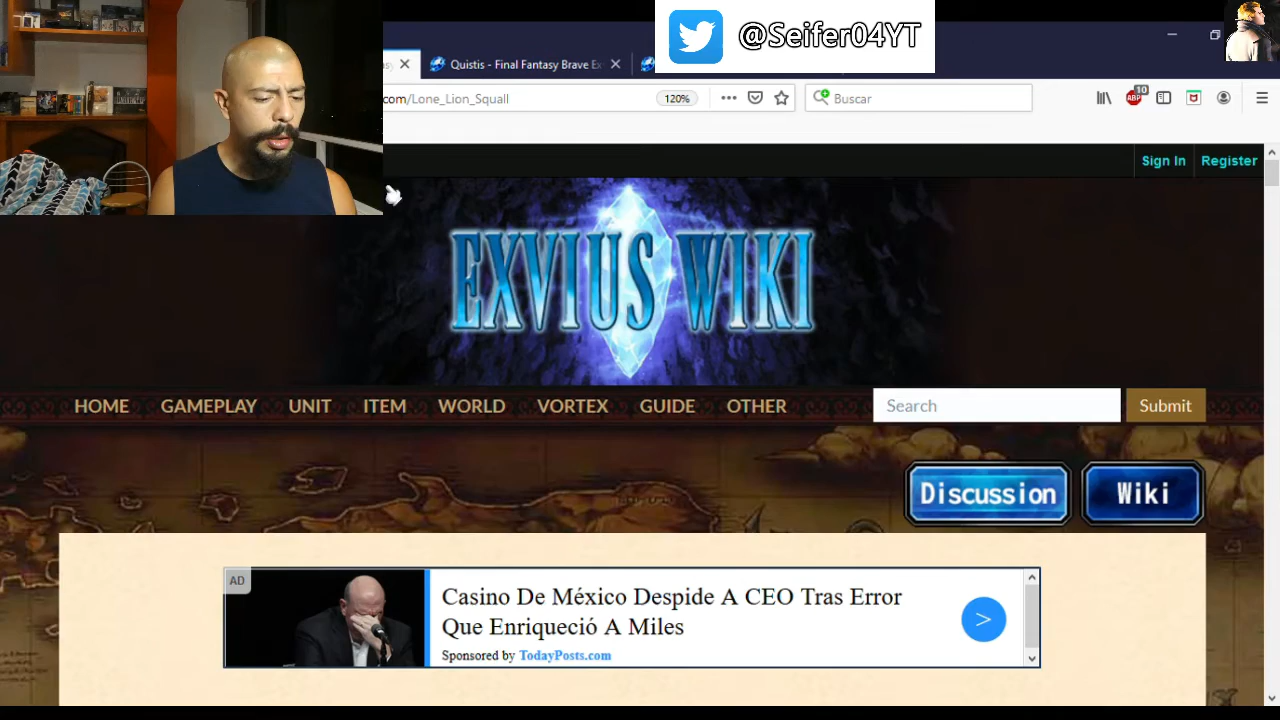 @Seifer04YT
Quistis - Final Fantasy Brave Ex
com/Lone_Lion_Squall
120%
Buscar
ABP
10
Sign In
Register
EXVIUS WIKI
HOME
GAMEPLAY
UNIT
ITEM
WORLD
VORTEX
GUIDE
OTHER
Search
Submit
Discussion
Wiki
AD
Casino De México Despide A CEO Tras Error
Que Enriqueció A Miles
Sponsored by TodayPosts.com